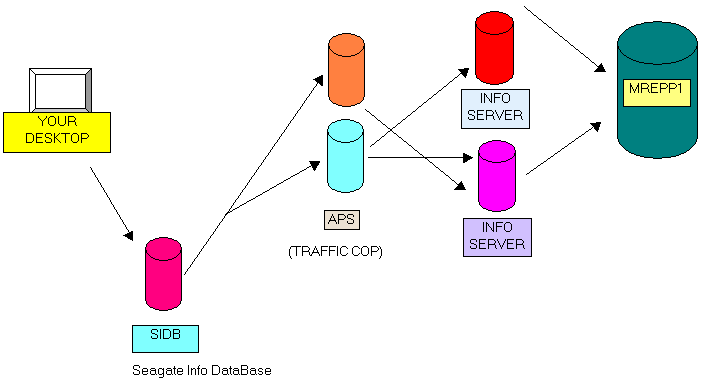 YOUR
DESKTOP
SIDB
Seagate Info DataBase
APS
(TRAFFIC COP)
INFO
SERVER
INFO
SERVER
MREPP1